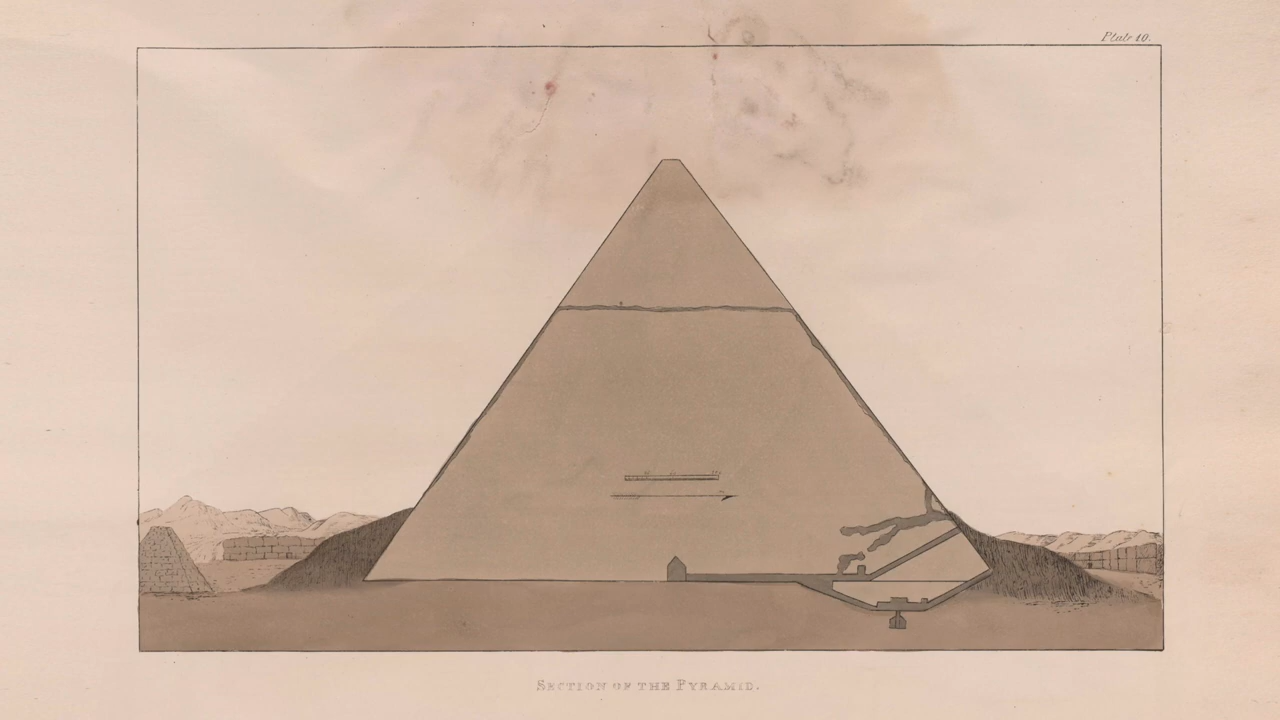 Plate 10.
SECTION OF THE PYRAMID.